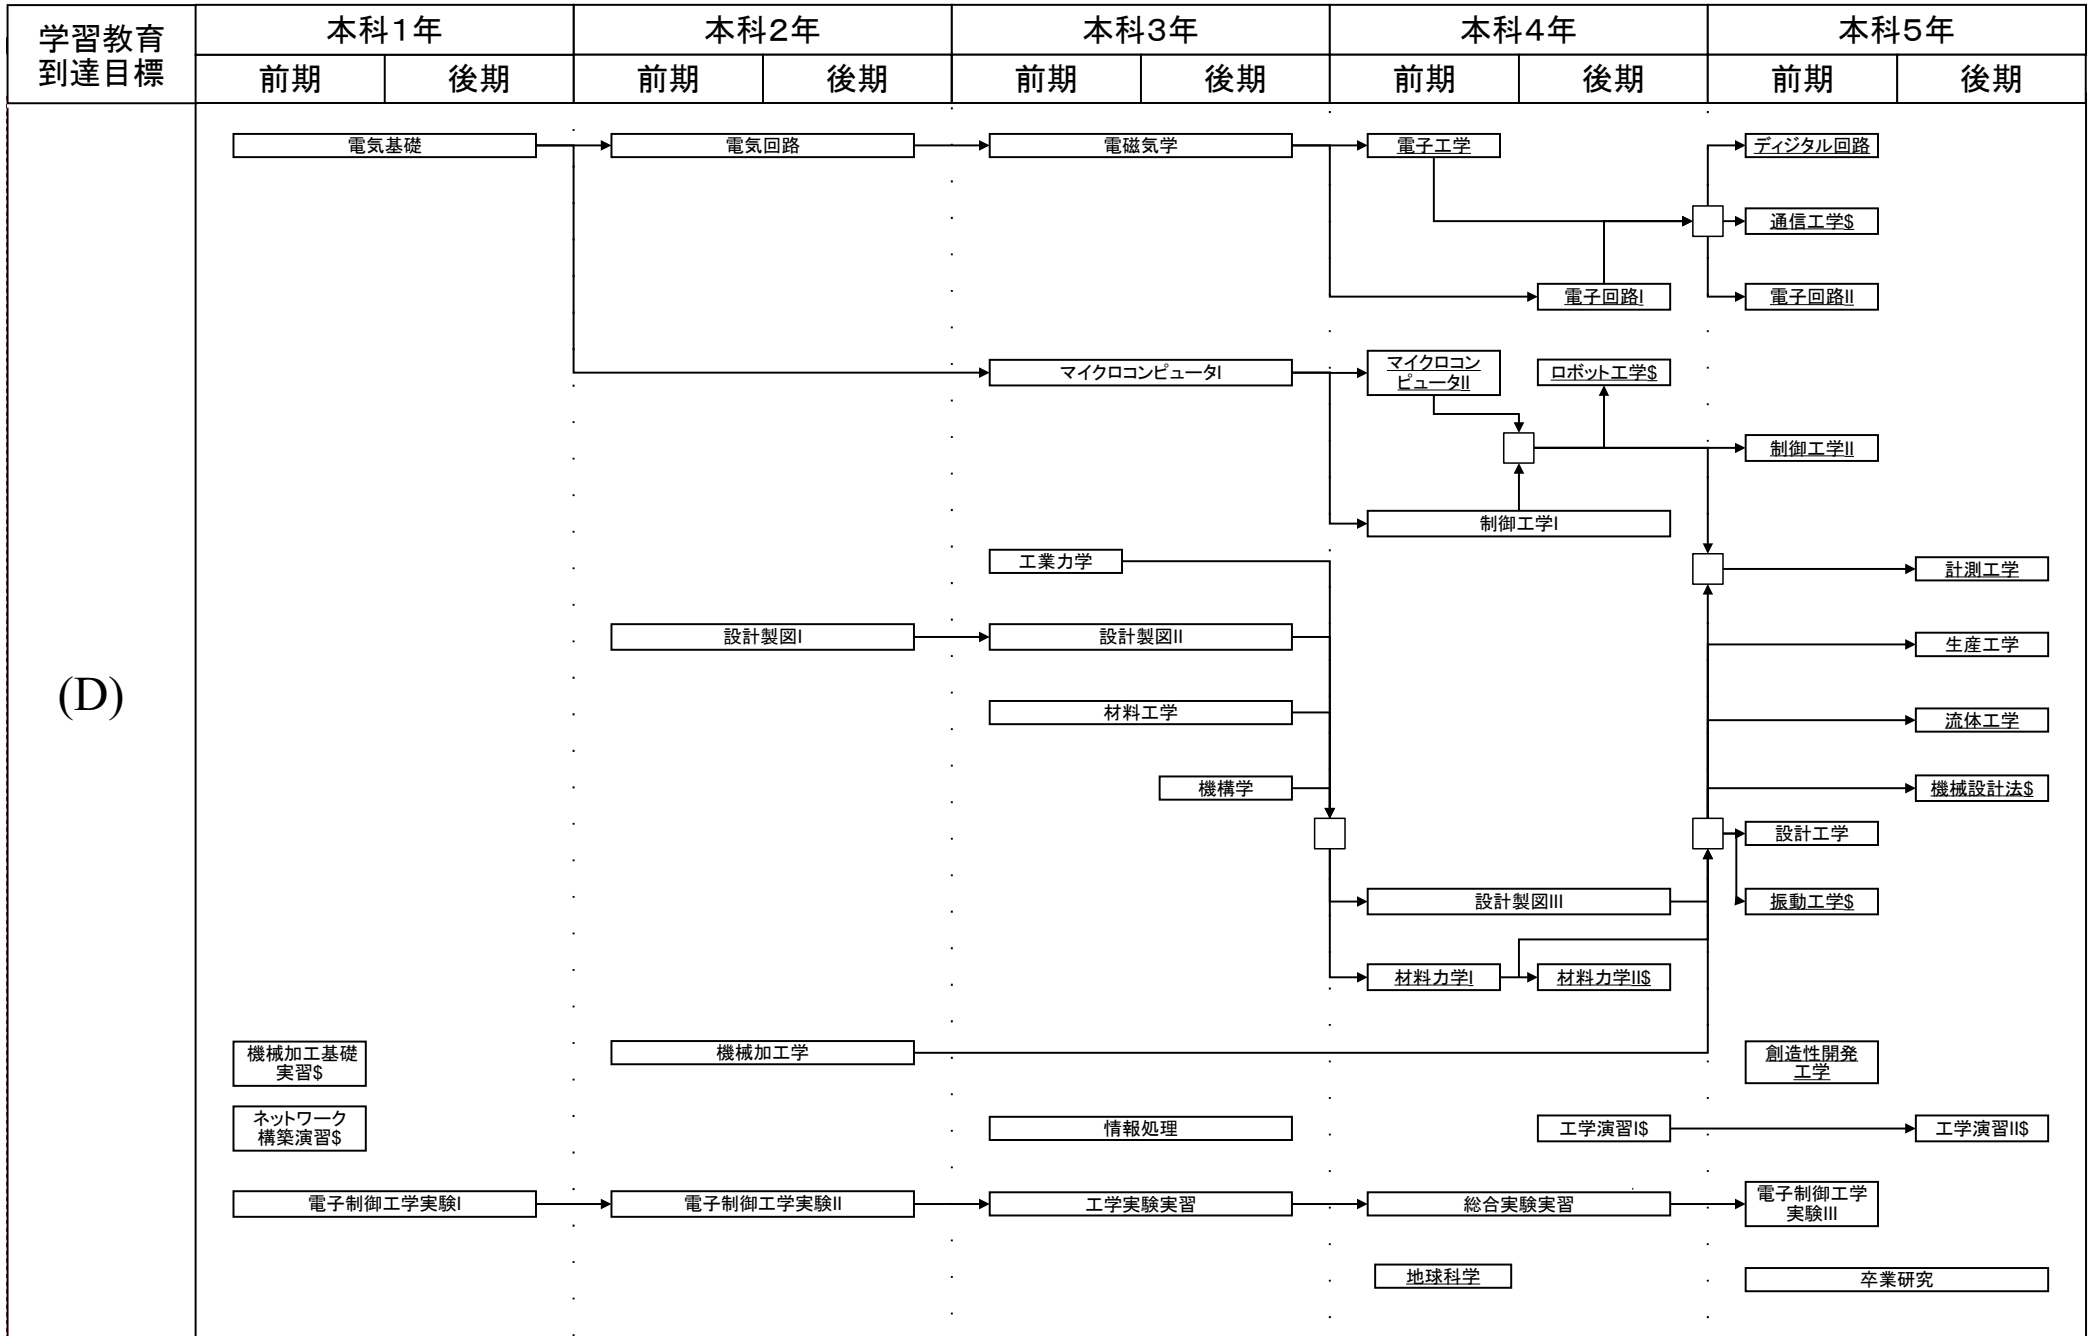 学習教育
到達目標
本科1年
本科2年
本科3年
本科4年
本科5年
前期
後期
前期
後期
前期
後期
前期
後期
前期
後期
(D)
電気基礎
電気回路
電磁気学
電子工学
ディジタル回路
通信工学$
電子回路I
電子回路II
マイクロコンピュータI
マイクロコン
ピュータII
ロボット工学$
制御工学II
制御工学I
工業力学
計測工学
設計製図I
設計製図II
生産工学
材料工学
流体工学
機構学
機械設計法$
設計工学
設計製図III
振動工学$
材料力学I
材料力学II$
機械加工基礎
実習$
機械加工学
創造性開発
工学
ネットワーク
構築演習$
情報処理
工学演習I$
工学演習II$
電子制御工学実験I
電子制御工学実験II
工学実験実習
総合実験実習
電子制御工学
実験III
地球科学
卒業研究